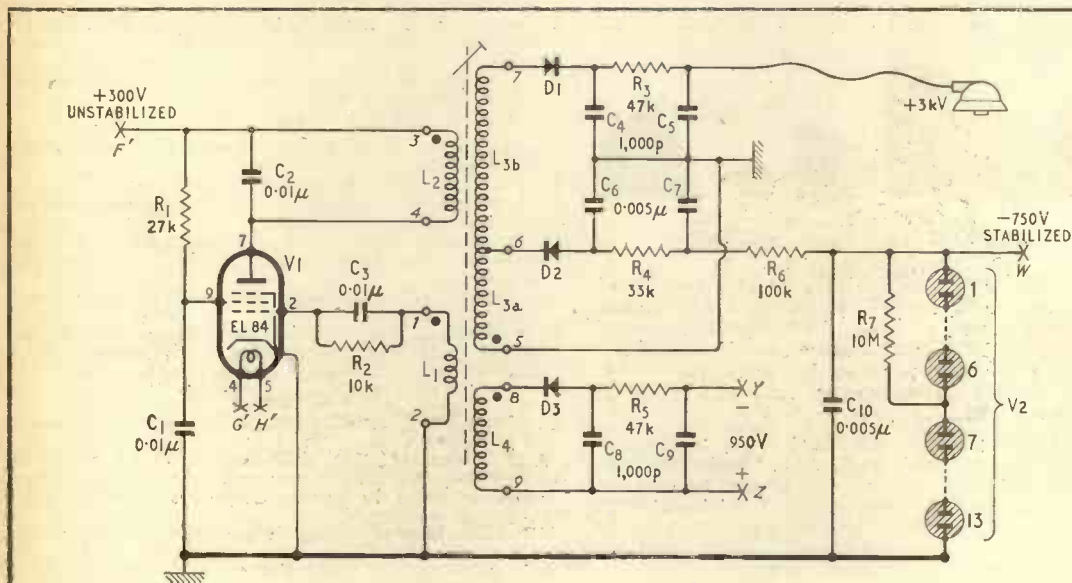 +300V
UNSTABILIZED
F'
R1
27k
C2
0·01μ
3
L2
4
7
V1
9
2
EL 84
4
5
G' H'
C1
0·01μ
C3
0·01μ
R2
10k
1
L1
2
7
D1
R3
47k
C4
C5
1,000p
+3kV
L3b
C6
0·005μ
C7
6
D2
R4
33k
R6
100k
L3a
5
−750V
STABILIZED
W
1
R7
10M
6
V2
7
C10
0·005μ
13
8
D3
R5
47k
Y
−
L4
C8
C9
950V
1,000p
+
9
Z